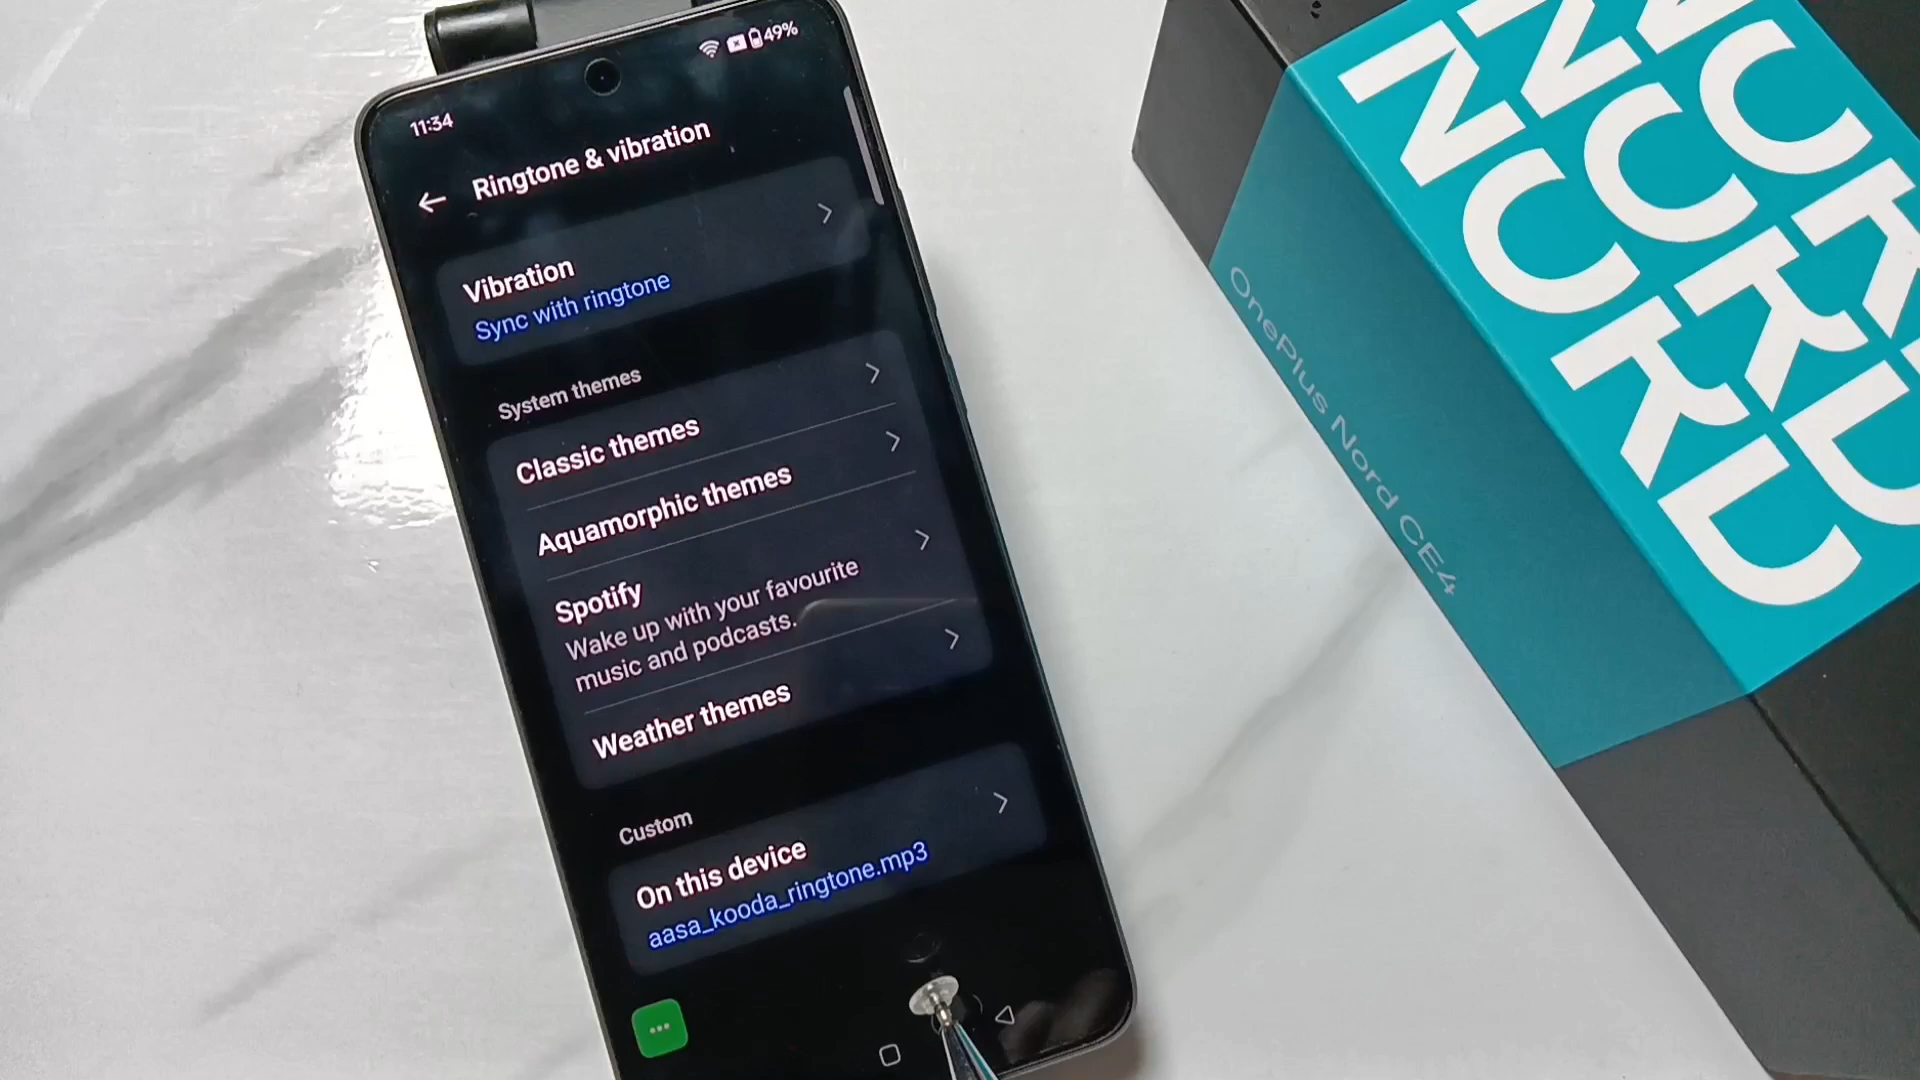 11:34
49%
Ringtone & vibration
Vibration
Sync with ringtone
System themes
Classic themes
Aquamorphic themes
Spotify
Wake up with your favourite
music and podcasts.
Weather themes
Custom
On this device
aasa_kooda_ringtone.mp3
NORD
NORD
OnePlus Nord CE4